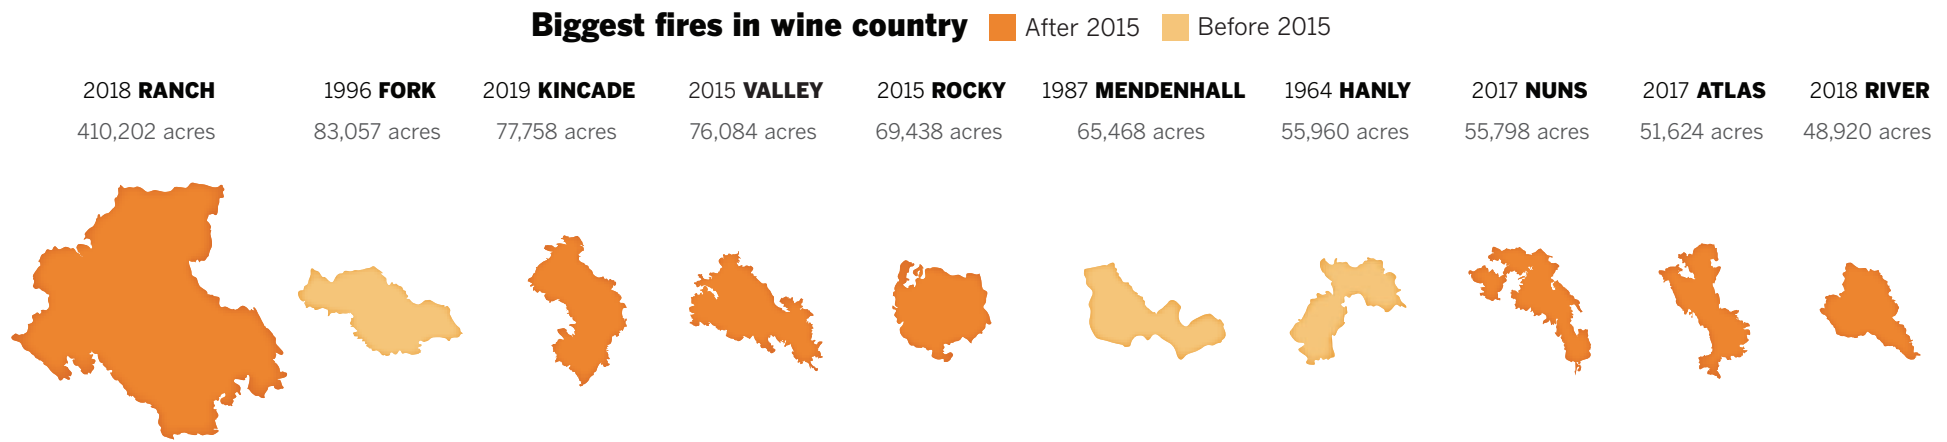 Biggest fires in wine country After 2015 Before 2015
2018 RANCH
410,202 acres
1996 FORK
83,057 acres
2019 KINCADE
77,758 acres
2015 VALLEY
76,084 acres
2015 ROCKY
69,438 acres
1987 MENDENHALL
65,468 acres
1964 HANLY
55,960 acres
2017 NUNS
55,798 acres
2017 ATLAS
51,624 acres
2018 RIVER
48,920 acres